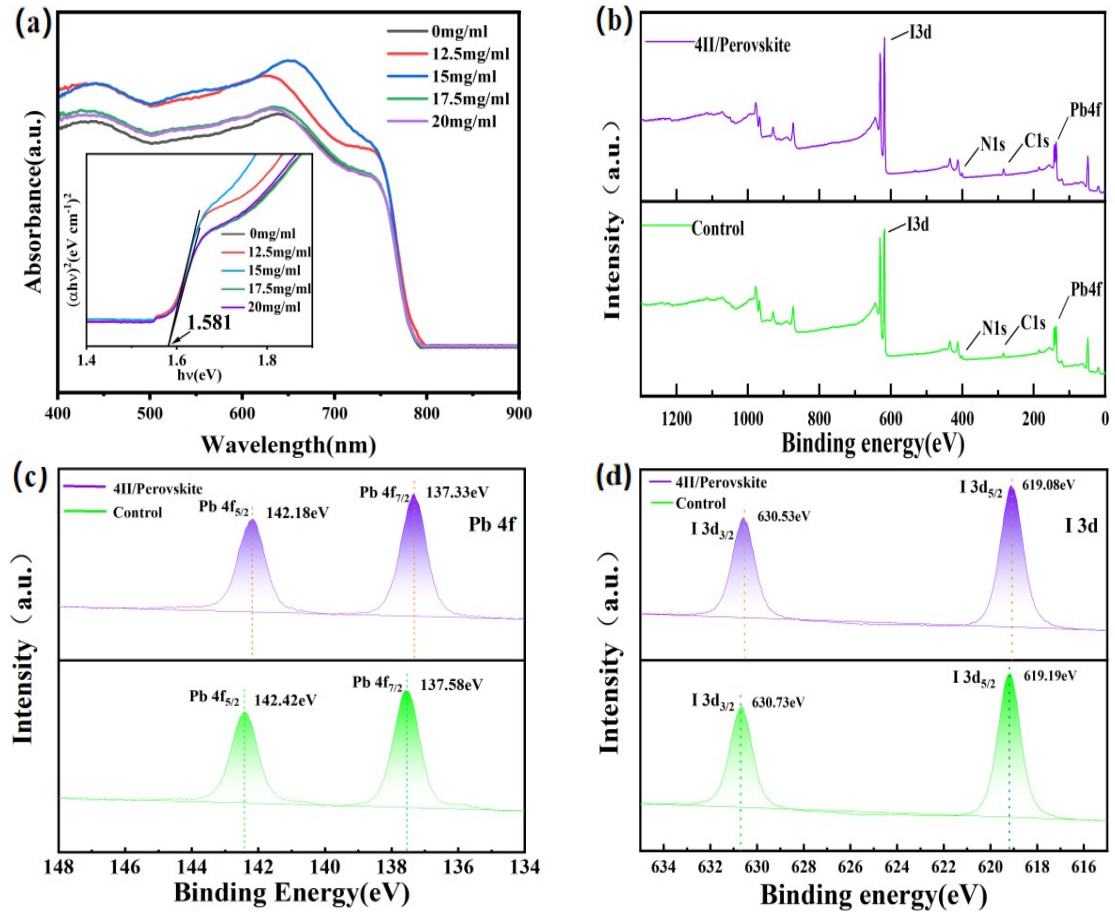 (a)
0mg/ml
12.5mg/ml
15mg/ml
17.5mg/ml
20mg/ml
Absorbance(a.u.)
(αhν)²(eV cm⁻¹)²
0mg/ml
12.5mg/ml
15mg/ml
17.5mg/ml
20mg/ml
1.581
1.4 1.6 1.8
hν(eV)
400 500 600 700 800 900
Wavelength(nm)
(b)
4II/Perovskite
I3d
N1s
C1s
Pb4f
Control
I3d
N1s
C1s
Pb4f
Intensity（a.u.）
1200 1000 800 600 400 200 0
Binding energy(eV)
(c)
4II/Perovskite
Control
Pb 4f₅/₂
142.18eV
Pb 4f₇/₂
137.33eV
Pb 4f
Pb 4f₅/₂
142.42eV
Pb 4f₇/₂
137.58eV
Intensity（a.u.）
148 146 144 142 140 138 136 134
Binding Energy(eV)
(d)
4II/Perovskite
Control
I 3d₃/₂
630.53eV
I 3d₅/₂
619.08eV
I 3d
I 3d₃/₂
630.73eV
I 3d₅/₂
619.19eV
Intensity（a.u.）
634 632 630 628 626 624 622 620 618 616
Binding energy(eV)